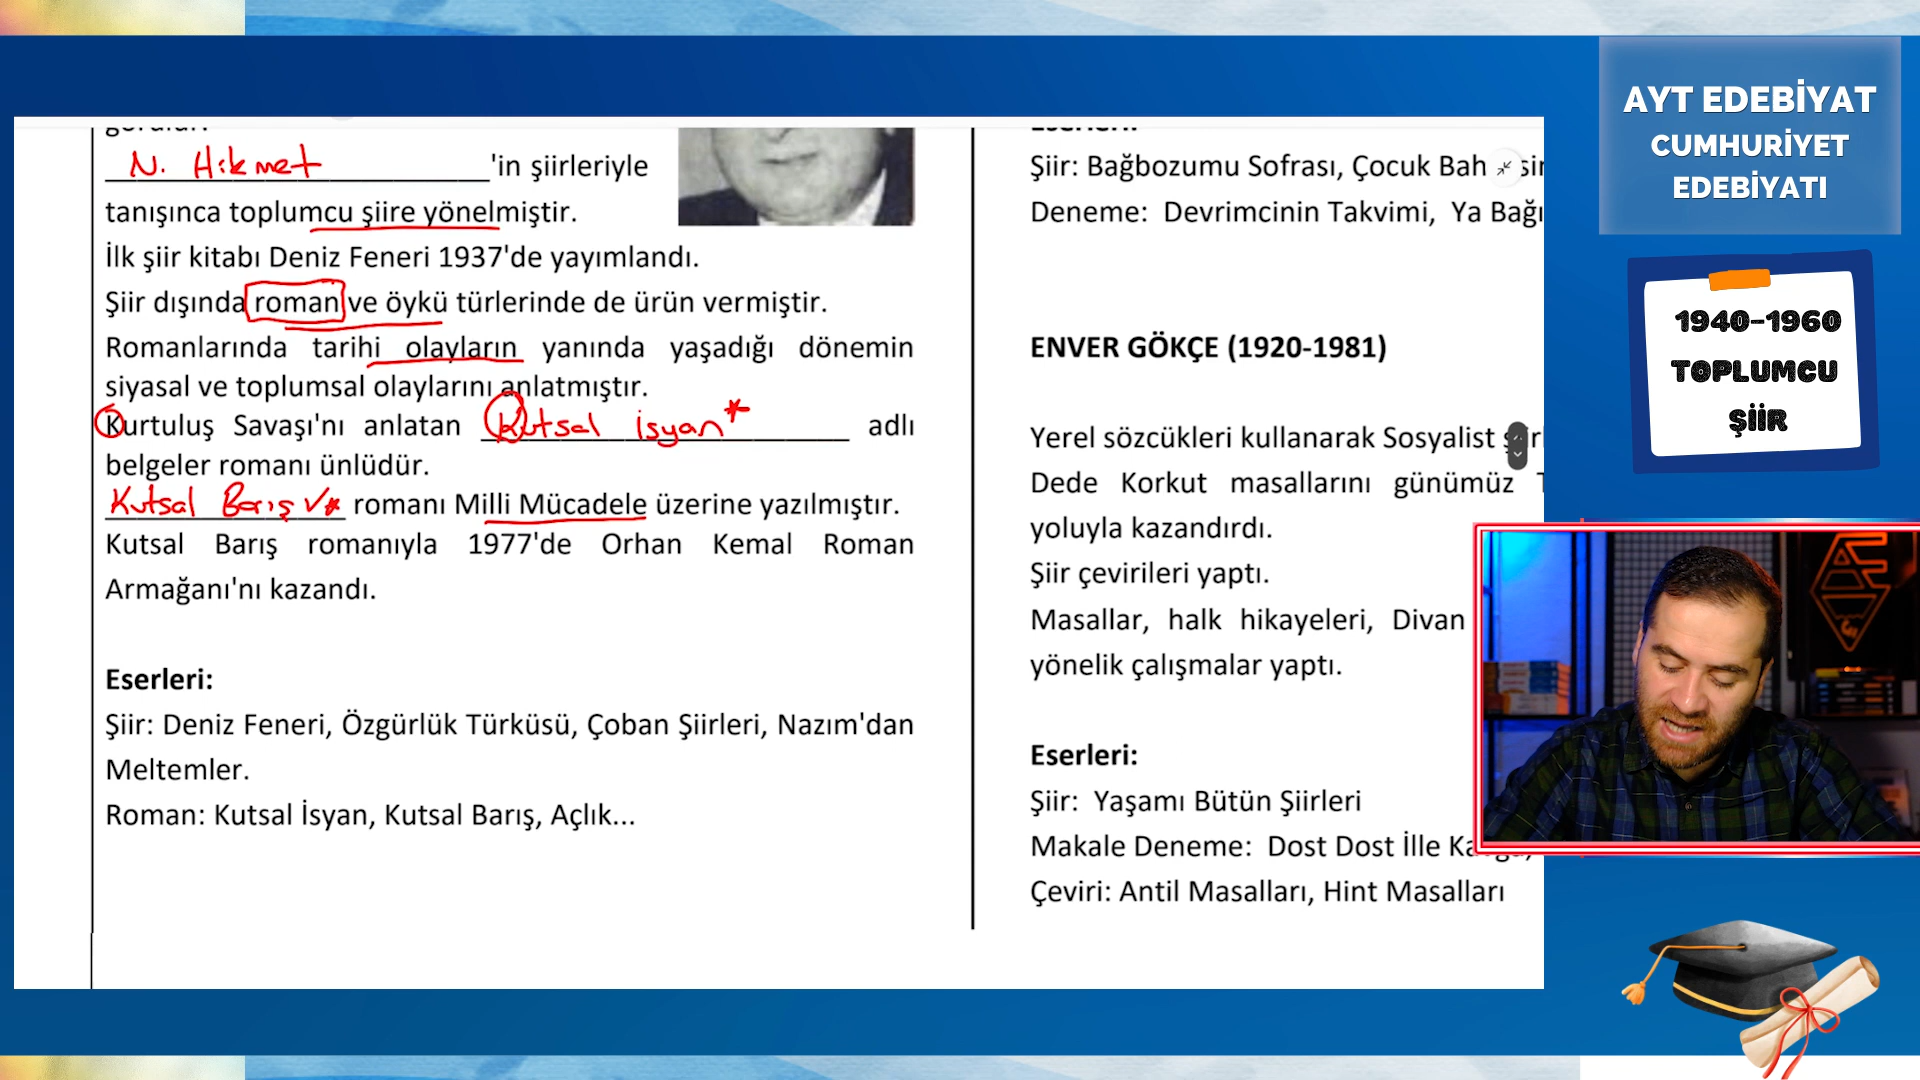 N. Hikmet 'in şiirleriyle
tanışınca toplumcu şiire yönelmiştir.
İlk şiir kitabı Deniz Feneri 1937'de yayımlandı.
Şiir dışında roman ve öykü türlerinde de ürün vermiştir.
Romanlarında tarihi olayların yanında yaşadığı dönemin
siyasal ve toplumsal olaylarını anlatmıştır.
Kurtuluş Savaşı'nı anlatan Kutsal isyan* adlı
belgeler romanı ünlüdür.
Kutsal Barış romanı Milli Mücadele üzerine yazılmıştır.
Kutsal Barış romanıyla 1977'de Orhan Kemal Roman
Armağanı'nı kazandı.
Eserleri:
Şiir: Deniz Feneri, Özgürlük Türküsü, Çoban Şiirleri, Nazım'dan
Meltemler.
Roman: Kutsal İsyan, Kutsal Barış, Açlık...
Şiir: Bağbozumu Sofrası, Çocuk
Deneme: Devrimcinin Takvimi, Ya
ENVER GÖKÇE (1920-1981)
Yerel sözcükleri kullanarak Sosyalist
Dede Korkut masallarını günümüz
yoluyla kazandırdı.
Şiir çevirileri yaptı.
Masallar, halk hikayeleri, Divan
yönelik çalışmalar yaptı.
Eserleri:
Şiir: Yaşamı Bütün Şiirleri
Makale Deneme: Dost Dost İlle
Çeviri: Antil Masalları, Hint Masalları
AYT EDEBİYAT
CUMHURİYET
EDEBİYATI
1940-1960
TOPLUMCU
ŞİİR